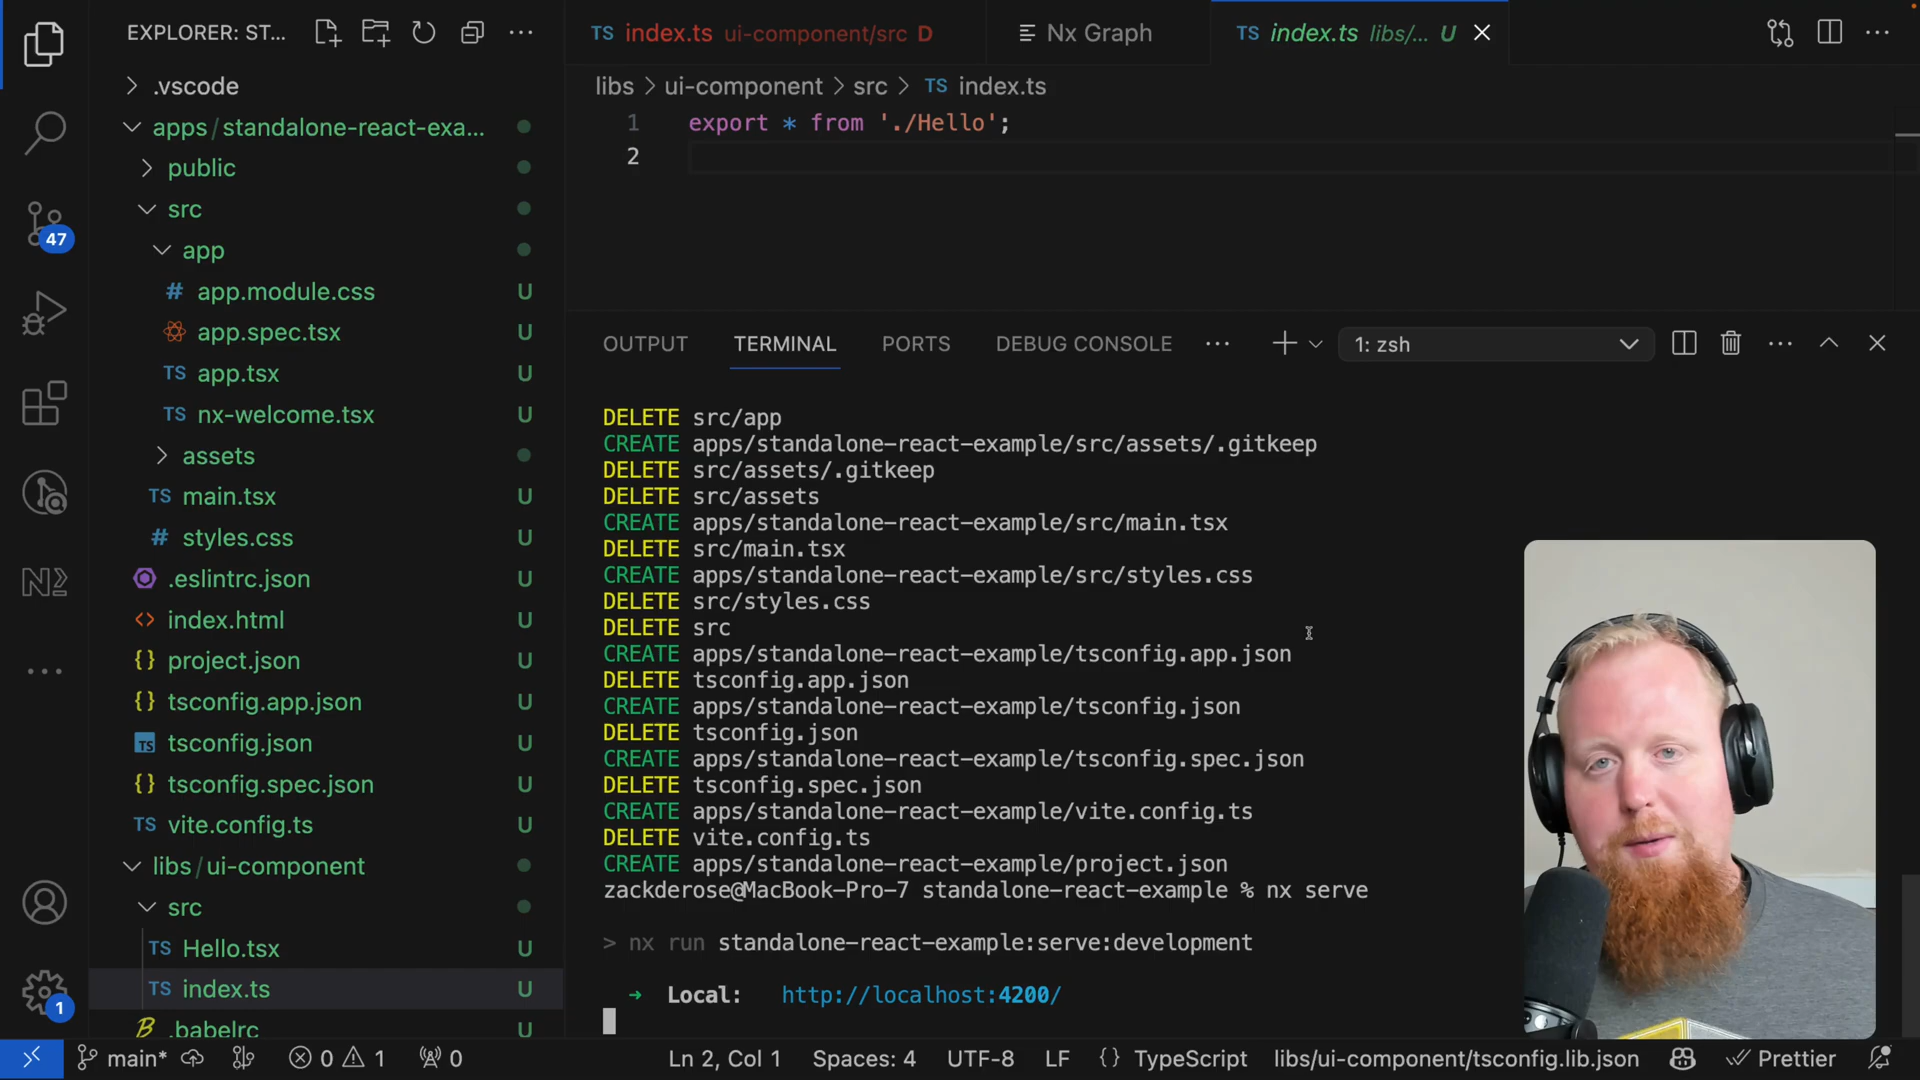 EXPLORER: ST...
.vscode
apps/standalone-react-exa...
public
src
app
# app.module.css U
app.spec.tsx U
TS app.tsx U
TS nx-welcome.tsx U
assets
TS main.tsx U
# styles.css U
.eslintrc.json U
<> index.html U
{} project.json U
{} tsconfig.app.json U
TS tsconfig.json U
{} tsconfig.spec.json U
TS vite.config.ts U
libs/ui-component
src
TS Hello.tsx U
TS index.ts U
.babelrc U
47
1
TS index.ts ui-component/src D
Nx Graph
TS index.ts libs/... U
libs > ui-component > src > TS index.ts
1 export * from './Hello';
2
OUTPUT TERMINAL PORTS DEBUG CONSOLE ... 1: zsh
DELETE src/app
CREATE apps/standalone-react-example/src/assets/.gitkeep
DELETE src/assets/.gitkeep
DELETE src/assets
CREATE apps/standalone-react-example/src/main.tsx
DELETE src/main.tsx
CREATE apps/standalone-react-example/src/styles.css
DELETE src/styles.css
DELETE src
CREATE apps/standalone-react-example/tsconfig.app.json
DELETE tsconfig.app.json
CREATE apps/standalone-react-example/tsconfig.json
DELETE tsconfig.json
CREATE apps/standalone-react-example/tsconfig.spec.json
DELETE tsconfig.spec.json
CREATE apps/standalone-react-example/vite.config.ts
DELETE vite.config.ts
CREATE apps/standalone-react-example/project.json
zackderose@MacBook-Pro-7 standalone-react-example % nx serve
> nx run standalone-react-example:serve:development
➜ Local: http://localhost:4200/
main* 0 1 0 Ln 2, Col 1 Spaces: 4 UTF-8 LF {} TypeScript libs/ui-component/tsconfig.lib.json Prettier